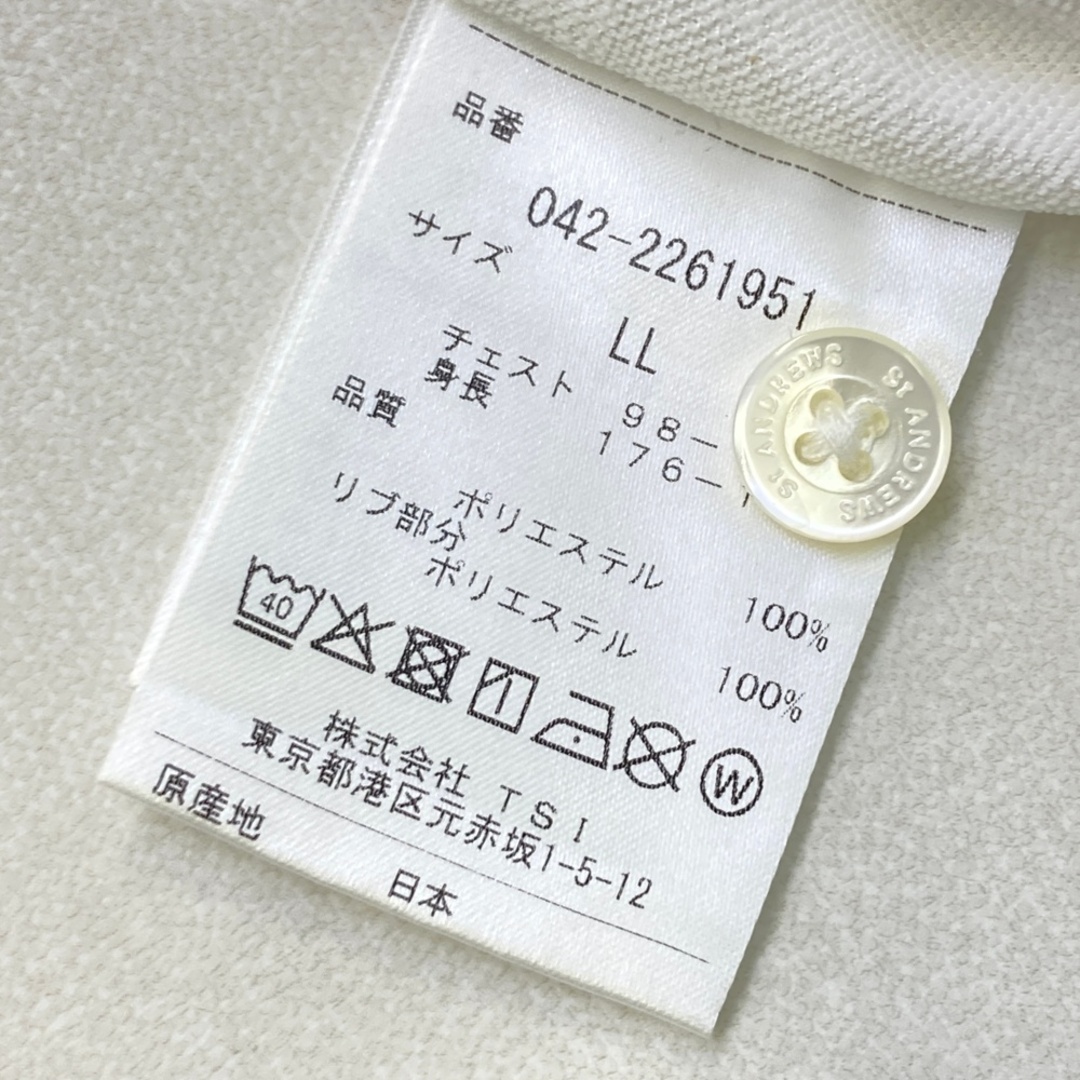 品番
042-2261951
サイズ
LL
チェスト 98-
身長 176-1
品質
ポリエステル 100%
リブ部分
ポリエステル 100%
40
W
株式会社 TSI
東京都港区元赤坂1-5-12
原産地
日本
ST ANDREWS ST ANDREWS